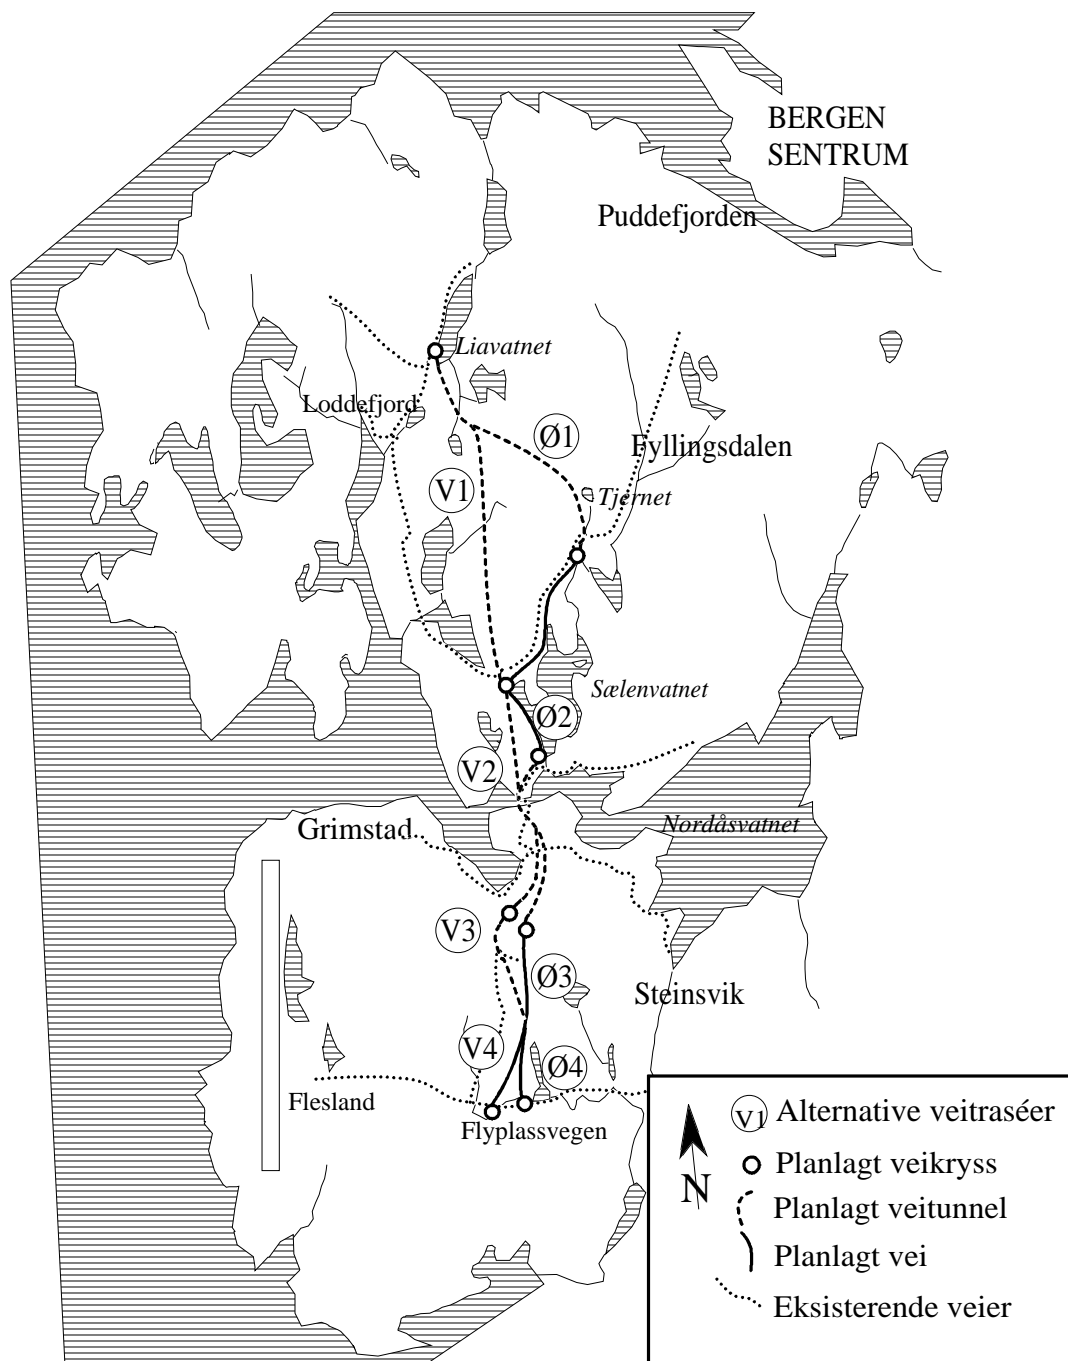 BERGEN
SENTRUM
Puddefjorden
Liavatnet
Loddefjord
Ø1
Fyllingsdalen
V1
Tjernet
Sælenvatnet
Ø2
V2
Grimstad
Nordåsvatnet
V3
Ø3
Steinsvik
V4
Ø4
Flesland
Flyplassvegen
V1 Alternative veitraséer
N
Planlagt veikryss
Planlagt veitunnel
Planlagt vei
Eksisterende veier